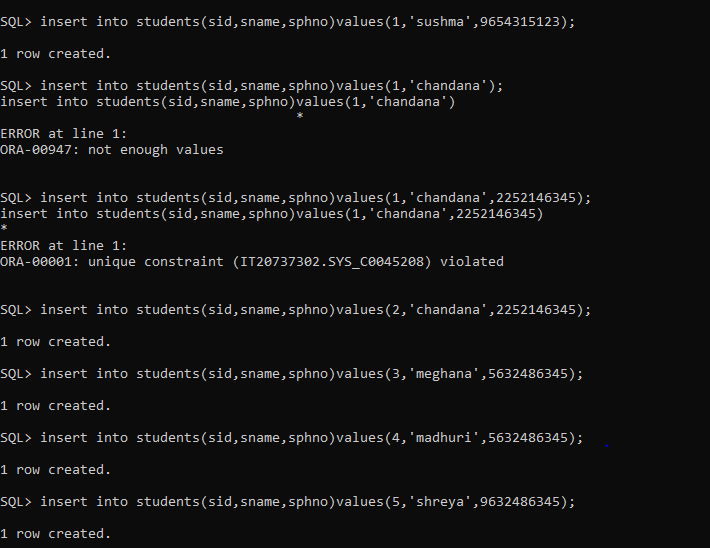 SQL> insert into students(sid,sname,sphno)values(1,'sushma',9654315123);
1 row created.
SQL> insert into students(sid,sname,sphno)values(1,'chandana');
insert into students(sid,sname,sphno)values(1,'chandana')
*
ERROR at line 1:
ORA-00947: not enough values
SQL> insert into students(sid,sname,sphno)values(1,'chandana',2252146345);
insert into students(sid,sname,sphno)values(1,'chandana',2252146345)
*
ERROR at line 1:
ORA-00001: unique constraint (IT20737302.SYS_C0045208) violated
SQL> insert into students(sid,sname,sphno)values(2,'chandana',2252146345);
1 row created.
SQL> insert into students(sid,sname,sphno)values(3,'meghana',5632486345);
1 row created.
SQL> insert into students(sid,sname,sphno)values(4,'madhuri',5632486345);
1 row created.
SQL> insert into students(sid,sname,sphno)values(5,'shreya',9632486345);
1 row created.